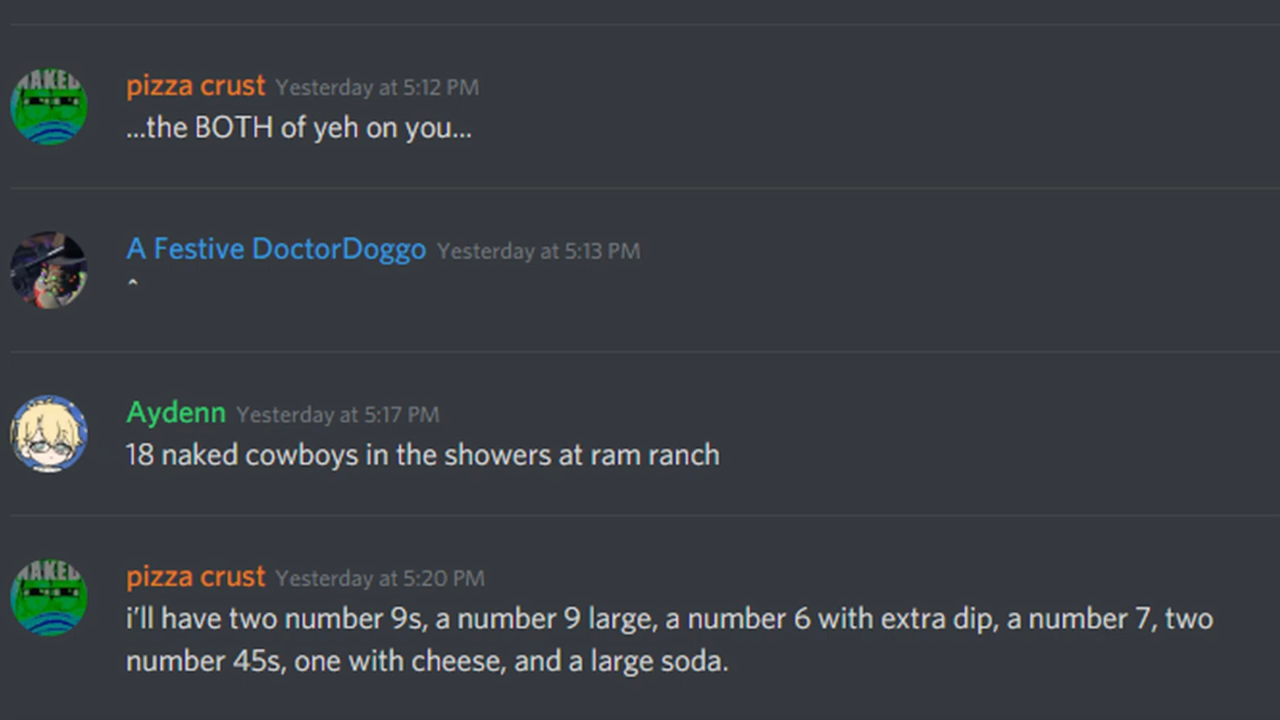 NAKED
pizza crust Yesterday at 5:12 PM
...the BOTH of yeh on you...
A Festive DoctorDoggo Yesterday at 5:13 PM
^
Aydenn Yesterday at 5:17 PM
18 naked cowboys in the showers at ram ranch
NAKED
pizza crust Yesterday at 5:20 PM
i'll have two number 9s, a number 9 large, a number 6 with extra dip, a number 7, two
number 45s, one with cheese, and a large soda.